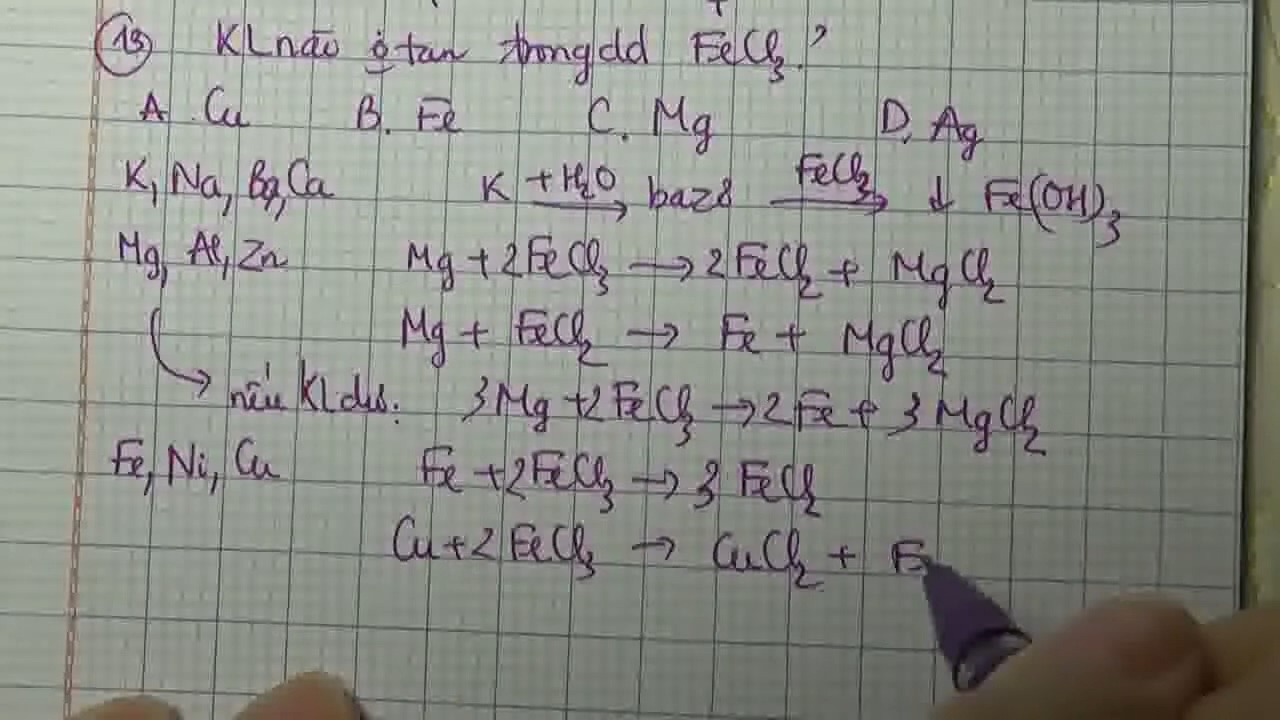 13 KL nào ō tan trong dd FeCl₃?
A. Cu B. Fe C. Mg D. Ag
K, Na, Ba, Ca K +H₂O → bazơ FeCl₃ → ↓ Fe(OH)₃
Mg, Al, Zn Mg + 2FeCl₃ → 2FeCl₂ + MgCl₂
Mg + FeCl₂ → Fe + MgCl₂
→ nếu KL dư: 3Mg + 2FeCl₃ → 2Fe + 3MgCl₂
Fe, Ni, Cu Fe + 2FeCl₃ → 3FeCl₂
Cu + 2FeCl₃ → CuCl₂ + Fe